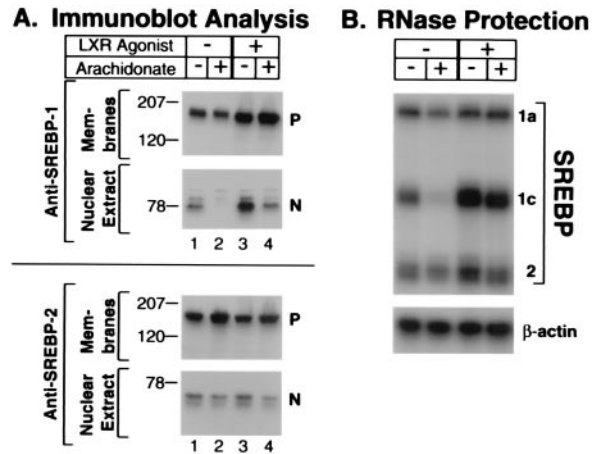 A. Immunoblot Analysis
LXR Agonist - +
Arachidonate - + - +
Anti-SREBP-1
Mem-
branes
207
120
P
Nuclear
Extract
78
N
1 2 3 4
Anti-SREBP-2
Mem-
branes
207
120
P
Nuclear
Extract
78
N
1 2 3 4
B. RNase Protection
- +
- + - +
1a
1c
2
SREBP
β-actin